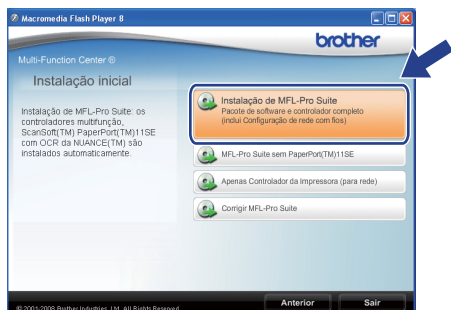 Macromedia Flash Player 8
brother
Multi-Function Center ®
Instalação inicial
Instalação de MFL-Pro Suite: os
controladores multifunção,
ScanSoft(TM) PaperPort(TM)11SE
com OCR da NUANCE(TM) são
instalados automaticamente.
Instalação de MFL-Pro Suite
Pacote de software e controlador completo
(inclui Configuração de rede com fios)
MFL-Pro Suite sem PaperPort(TM)11SE
Apenas Controlador da Impressora (para rede)
Corrigir MFL-Pro Suite
© 2001-2008 Brother Industries, Ltd. All Rights Reserved.
Anterior
Sair